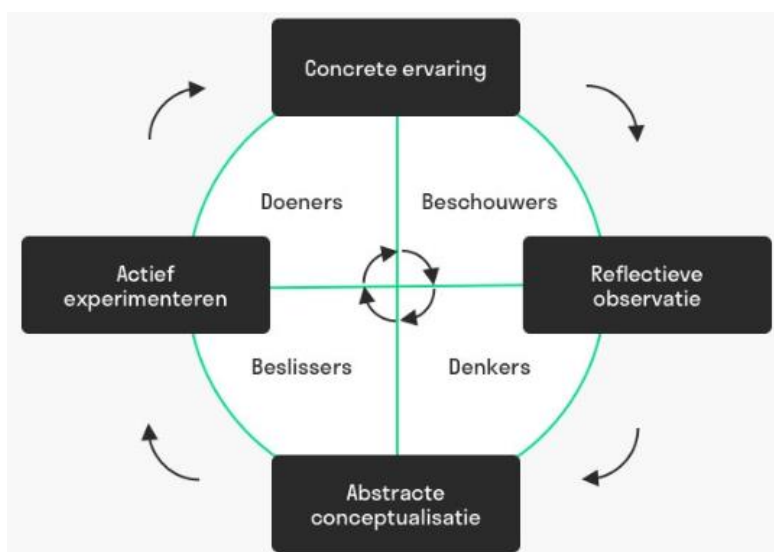 Concrete ervaring
Doeners
Beschouwers
Actief
experimenteren
Reflectieve
observatie
Beslissers
Denkers
Abstracte
conceptualisatie